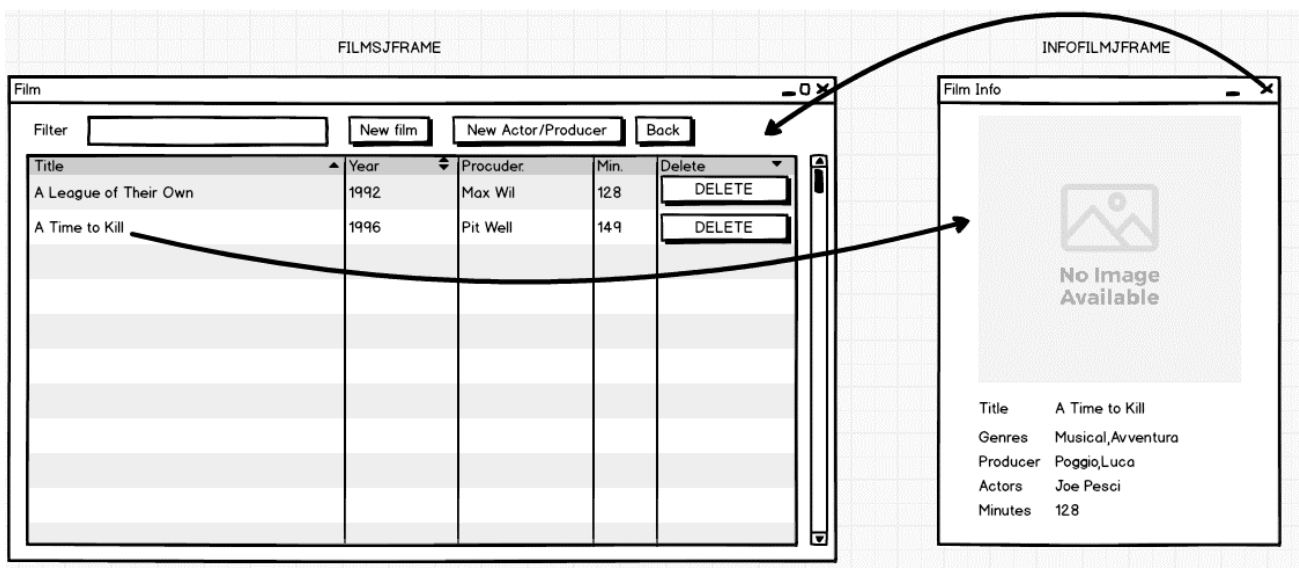 FILMSJFRAME
Film
Filter New film New Actor/Producer Back
Title Year Procuder. Min. Delete
A League of Their Own 1992 Max Wil 128 DELETE
A Time to Kill 1996 Pit Well 149 DELETE
INFOFILMJFRAME
Film Info
No Image
Available
Title A Time to Kill
Genres Musical,Avventura
Producer Poggio,Luca
Actors Joe Pesci
Minutes 128